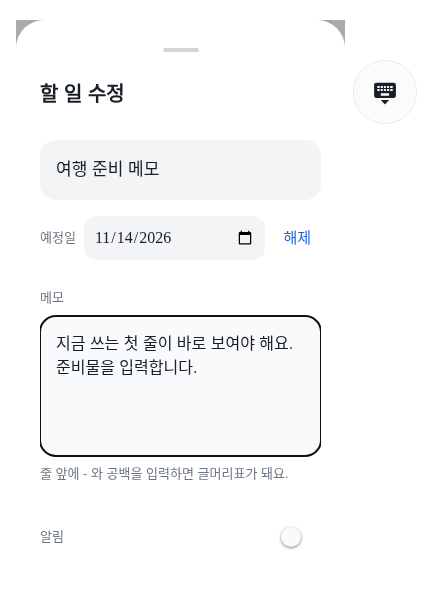 할 일 수정
여행 준비 메모
예정일 11/14/2026 해제
메모
지금 쓰는 첫 줄이 바로 보여야 해요.
준비물을 입력합니다.
줄 앞에 - 와 공백을 입력하면 글머리표가 돼요.
알림